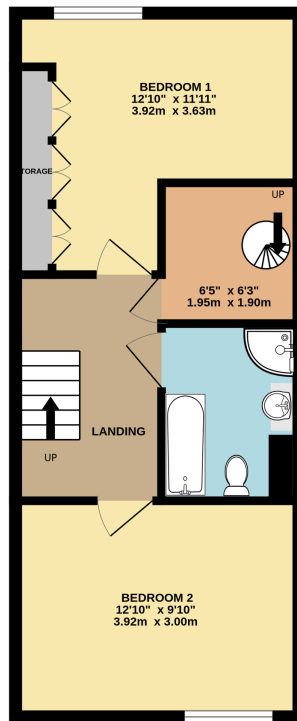 BEDROOM 1
12'10" x 11'11"
3.92m x 3.63m
TORAGE
UP
6'5" x 6'3"
1.95m x 1.90m
LANDING
UP
BEDROOM 2
12'10" x 9'10"
3.92m x 3.00m